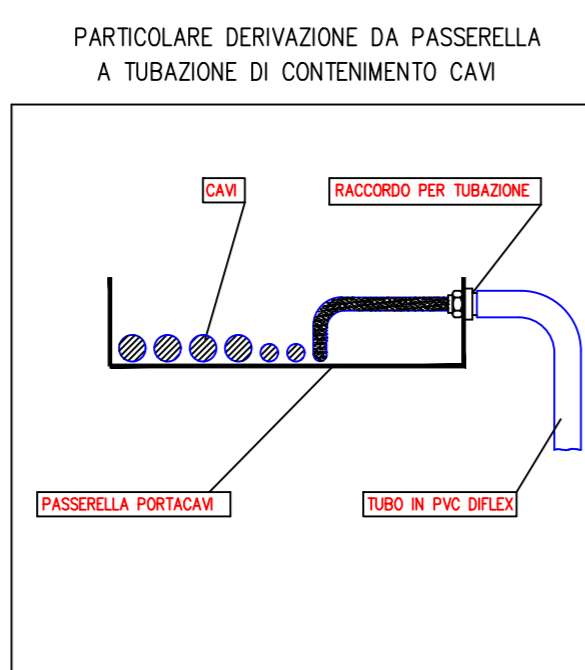 PARTICOLARE DERIVAZIONE DA PASSERELLA
A TUBAZIONE DI CONTENIMENTO CAVI
CAVI
RACCORDO PER TUBAZIONE
PASSERELLA PORTACAVI
TUBO IN PVC DIFLEX